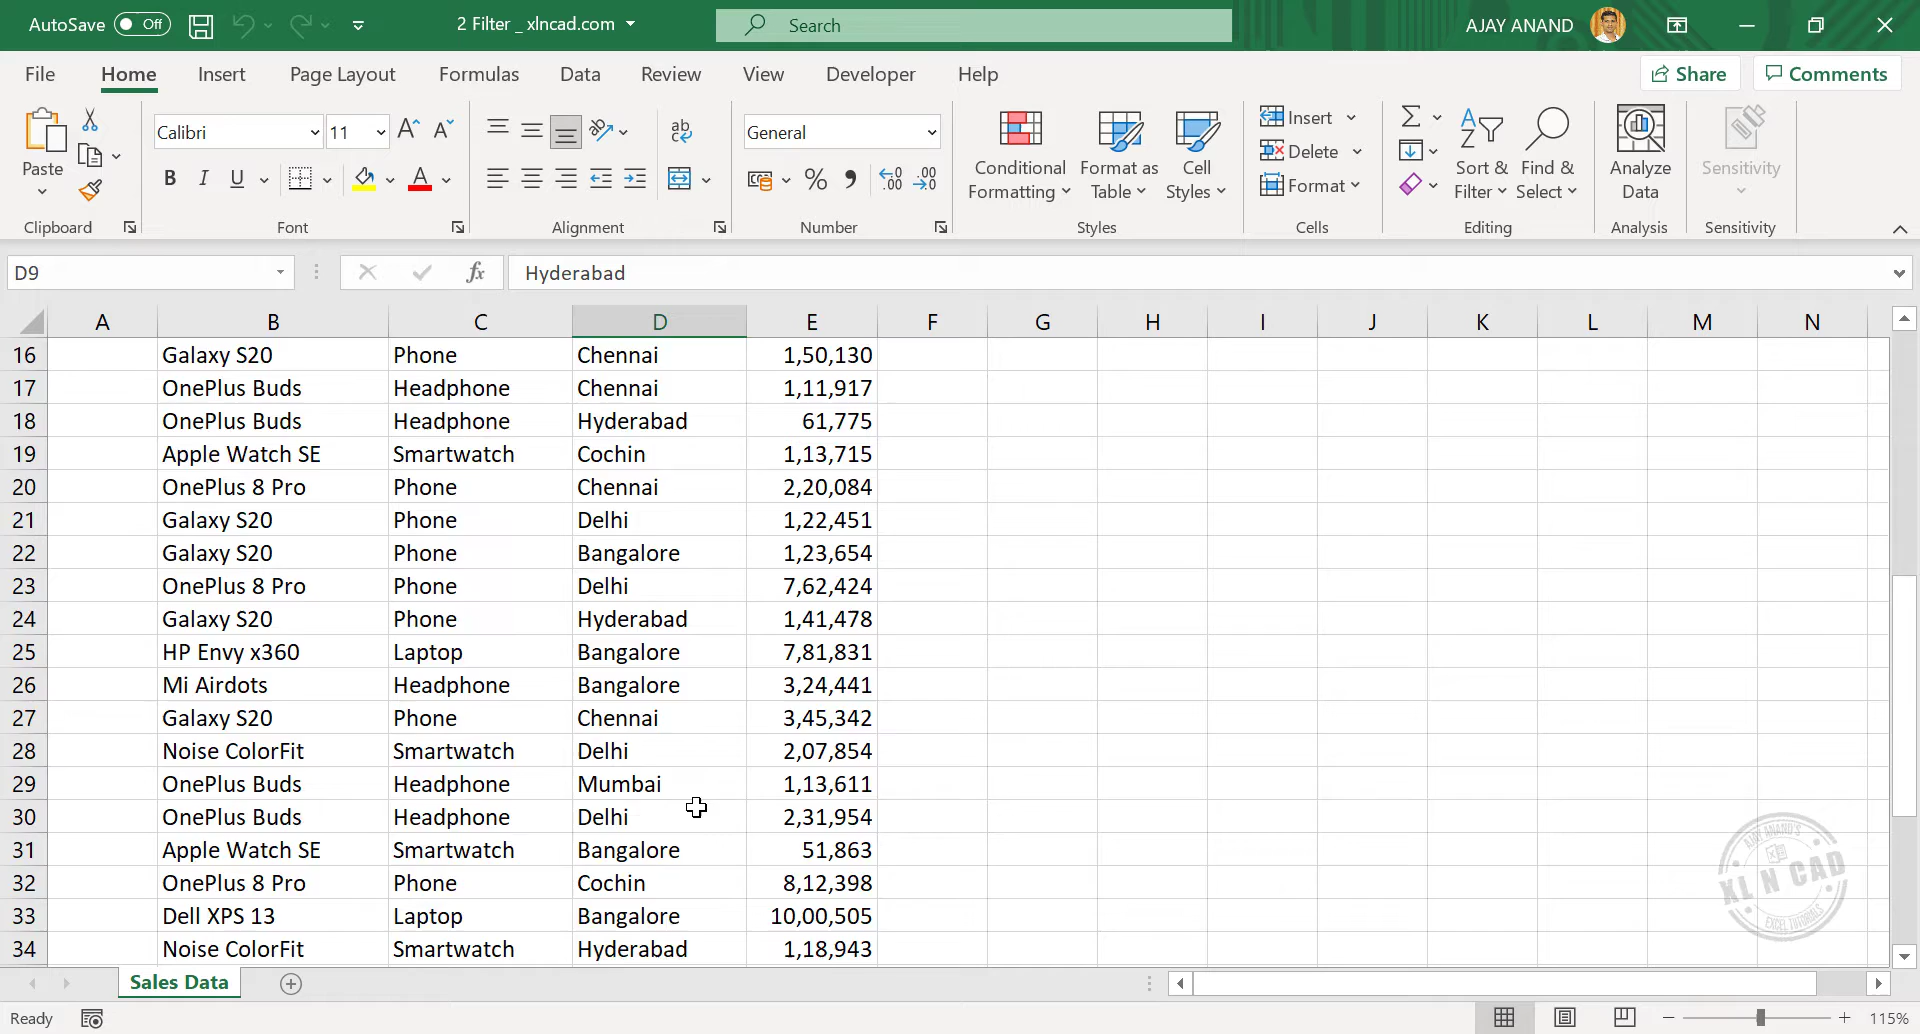 AutoSave Off 2 Filter _ xlncad.com Search AJAY ANAND
File Home Insert Page Layout Formulas Data Review View Developer Help Share Comments
Calibri 11 General Insert
Delete
Format
Paste B I U % , Conditional Formatting Format as Table Cell Styles Sort & Filter Find & Select Analyze Data Sensitivity
Clipboard Font Alignment Number Styles Cells Editing Analysis Sensitivity
D9 fx Hyderabad
A B C D E F G H I J K L M N
16 Galaxy S20 Phone Chennai 1,50,130
17 OnePlus Buds Headphone Chennai 1,11,917
18 OnePlus Buds Headphone Hyderabad 61,775
19 Apple Watch SE Smartwatch Cochin 1,13,715
20 OnePlus 8 Pro Phone Chennai 2,20,084
21 Galaxy S20 Phone Delhi 1,22,451
22 Galaxy S20 Phone Bangalore 1,23,654
23 OnePlus 8 Pro Phone Delhi 7,62,424
24 Galaxy S20 Phone Hyderabad 1,41,478
25 HP Envy x360 Laptop Bangalore 7,81,831
26 Mi Airdots Headphone Bangalore 3,24,441
27 Galaxy S20 Phone Chennai 3,45,342
28 Noise ColorFit Smartwatch Delhi 2,07,854
29 OnePlus Buds Headphone Mumbai 1,13,611
30 OnePlus Buds Headphone Delhi 2,31,954
31 Apple Watch SE Smartwatch Bangalore 51,863
32 OnePlus 8 Pro Phone Cochin 8,12,398
33 Dell XPS 13 Laptop Bangalore 10,00,505
34 Noise ColorFit Smartwatch Hyderabad 1,18,943
AJAY ANAND'S
XL N CAD
EXCEL TUTORIALS
Sales Data
Ready 115%